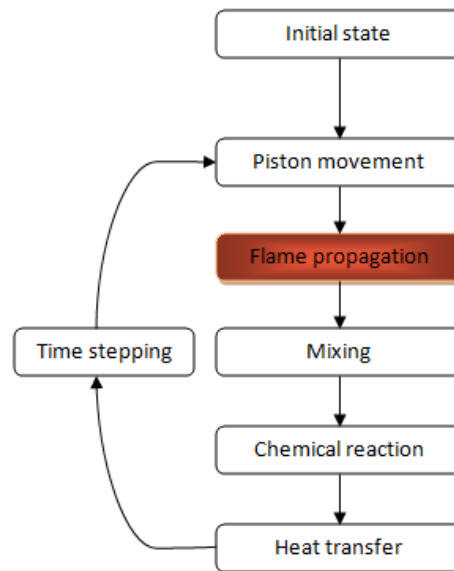 Initial state
Piston movement
Flame propagation
Time stepping
Mixing
Chemical reaction
Heat transfer